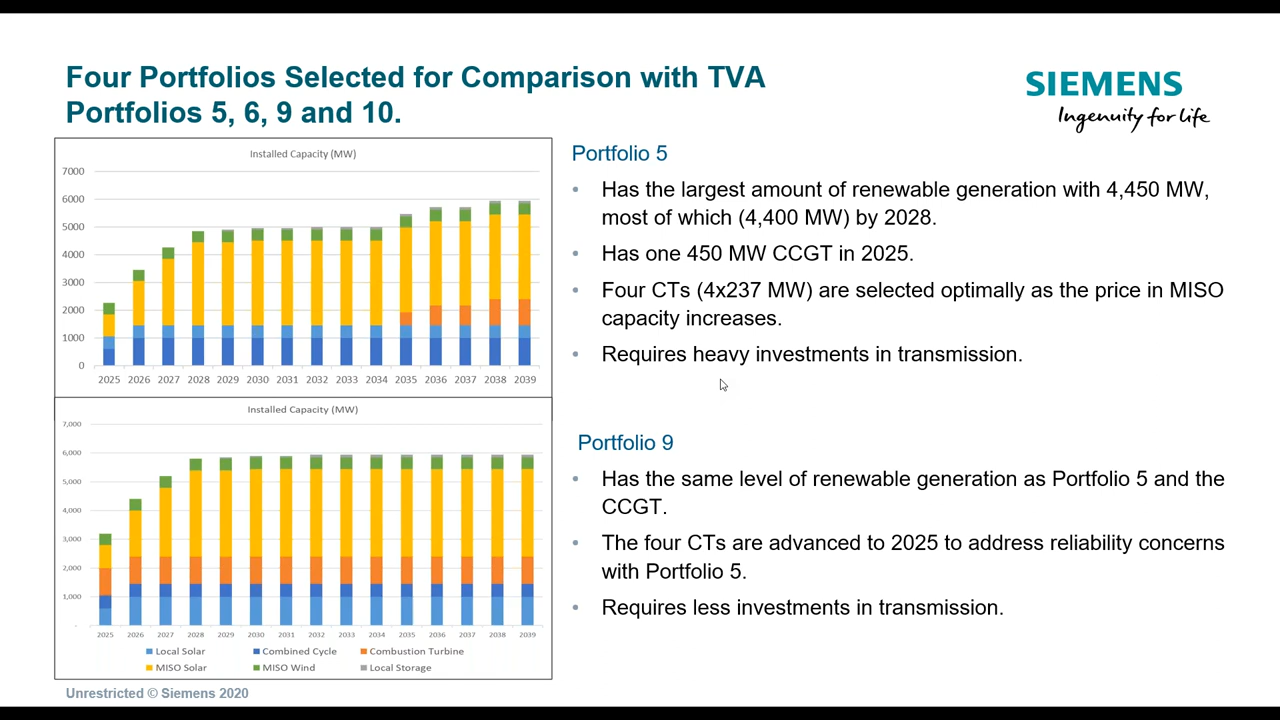 Four Portfolios Selected for Comparison with TVA
Portfolios 5, 6, 9 and 10.
SIEMENS
Ingenuity for life
Installed Capacity (MW)
7000
6000
5000
4000
3000
2000
1000
0
2025 2026 2027 2028 2029 2030 2031 2032 2033 2034 2035 2036 2037 2038 2039
Installed Capacity (MW)
7,000
6,000
5,000
4,000
3,000
2,000
1,000
-
2025 2026 2027 2028 2029 2030 2031 2032 2033 2034 2035 2036 2037 2038 2039
Local Solar Combined Cycle Combustion Turbine
MISO Solar MISO Wind Local Storage
Portfolio 5
• Has the largest amount of renewable generation with 4,450 MW,
most of which (4,400 MW) by 2028.
• Has one 450 MW CCGT in 2025.
• Four CTs (4x237 MW) are selected optimally as the price in MISO
capacity increases.
• Requires heavy investments in transmission.
Portfolio 9
• Has the same level of renewable generation as Portfolio 5 and the
CCGT.
• The four CTs are advanced to 2025 to address reliability concerns
with Portfolio 5.
• Requires less investments in transmission.
Unrestricted © Siemens 2020